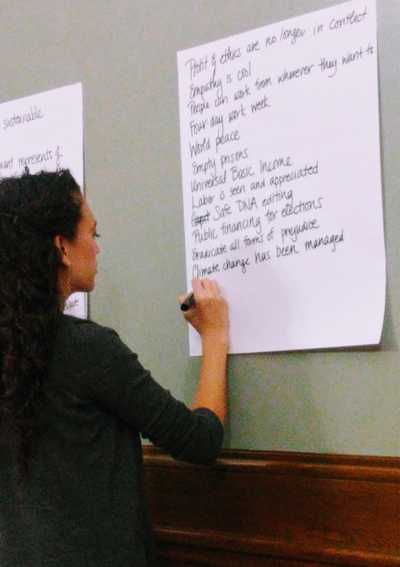 sustainable
represents
Profit & ethics are no longer in conflict
Empathy is cool
People can work from wherever they want to
Four day work week
World peace
Empty prisons
Universal Basic Income
Labor is seen and appreciated
Safe DNA editing
Public financing for elections
Eradicate all forms of prejudice
Climate change has been managed